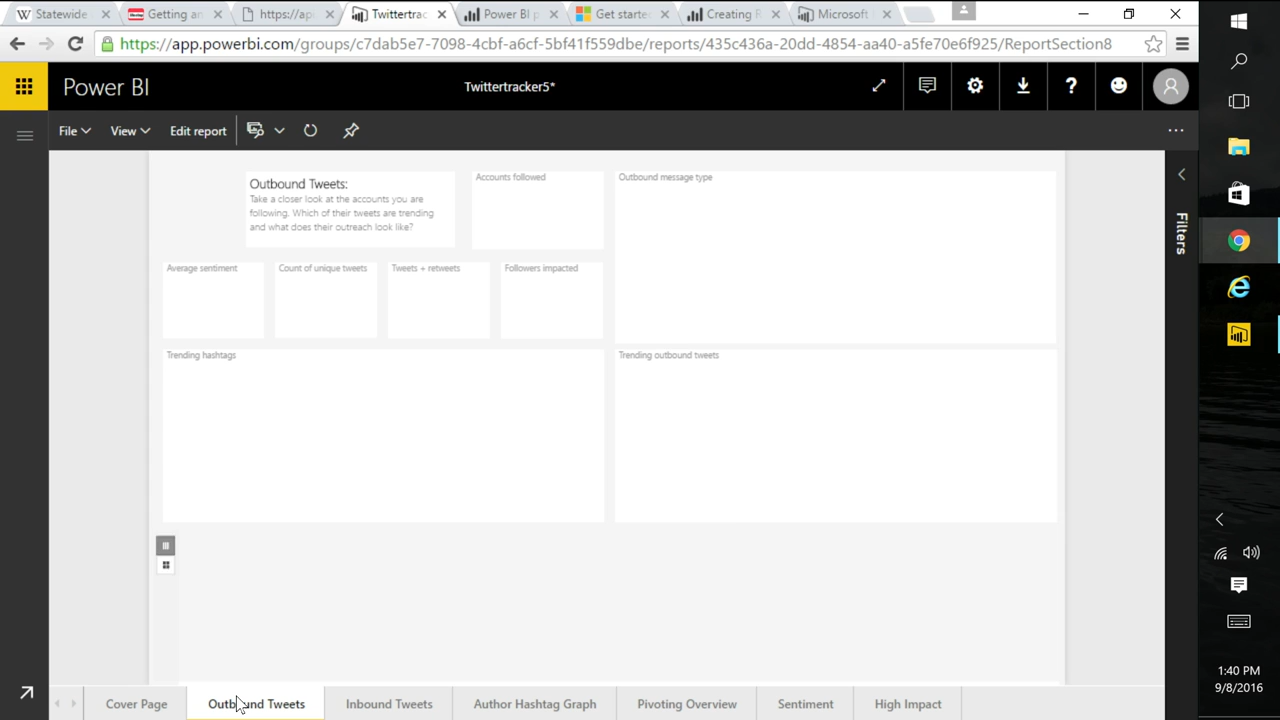 Statewide
Getting an
https://api
Twittertrac
Power BI p
Get starte
Creating R
Microsoft
https://app.powerbi.com/groups/c7dab5e7-7098-4cbf-a6cf-5bf41f559dbe/reports/435c436a-20dd-4854-aa40-a5fe70e6f925/ReportSection8
Power BI
Twittertracker5*
File
View
Edit report
Filters
Outbound Tweets:
Take a closer look at the accounts you are
following. Which of their tweets are trending
and what does their outreach look like?
Accounts followed
Outbound message type
Average sentiment
Count of unique tweets
Tweets + retweets
Followers impacted
Trending hashtags
Trending outbound tweets
Cover Page
Outbound Tweets
Inbound Tweets
Author Hashtag Graph
Pivoting Overview
Sentiment
High Impact
1:40 PM
9/8/2016